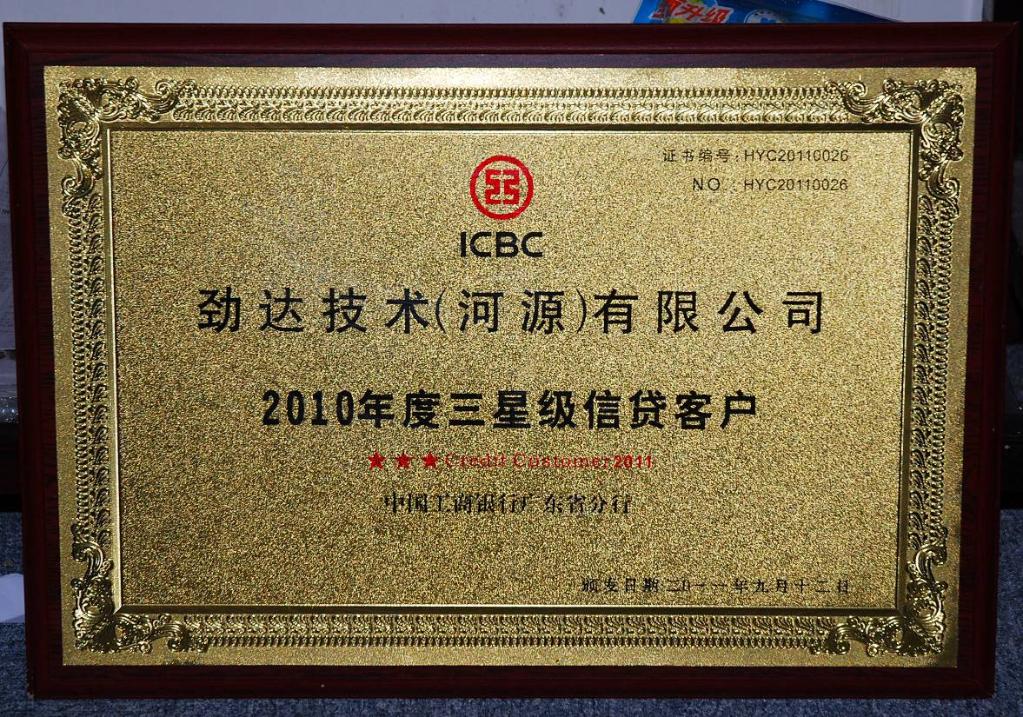 升级
证书编号：HYC20110026
NO：HYC20110026
ICBC
劲达技术(河源)有限公司
2010年度三星级信贷客户
★★★Credit Customer2011
中国工商银行广东省分行
颁发日期二0一一年九月十二日